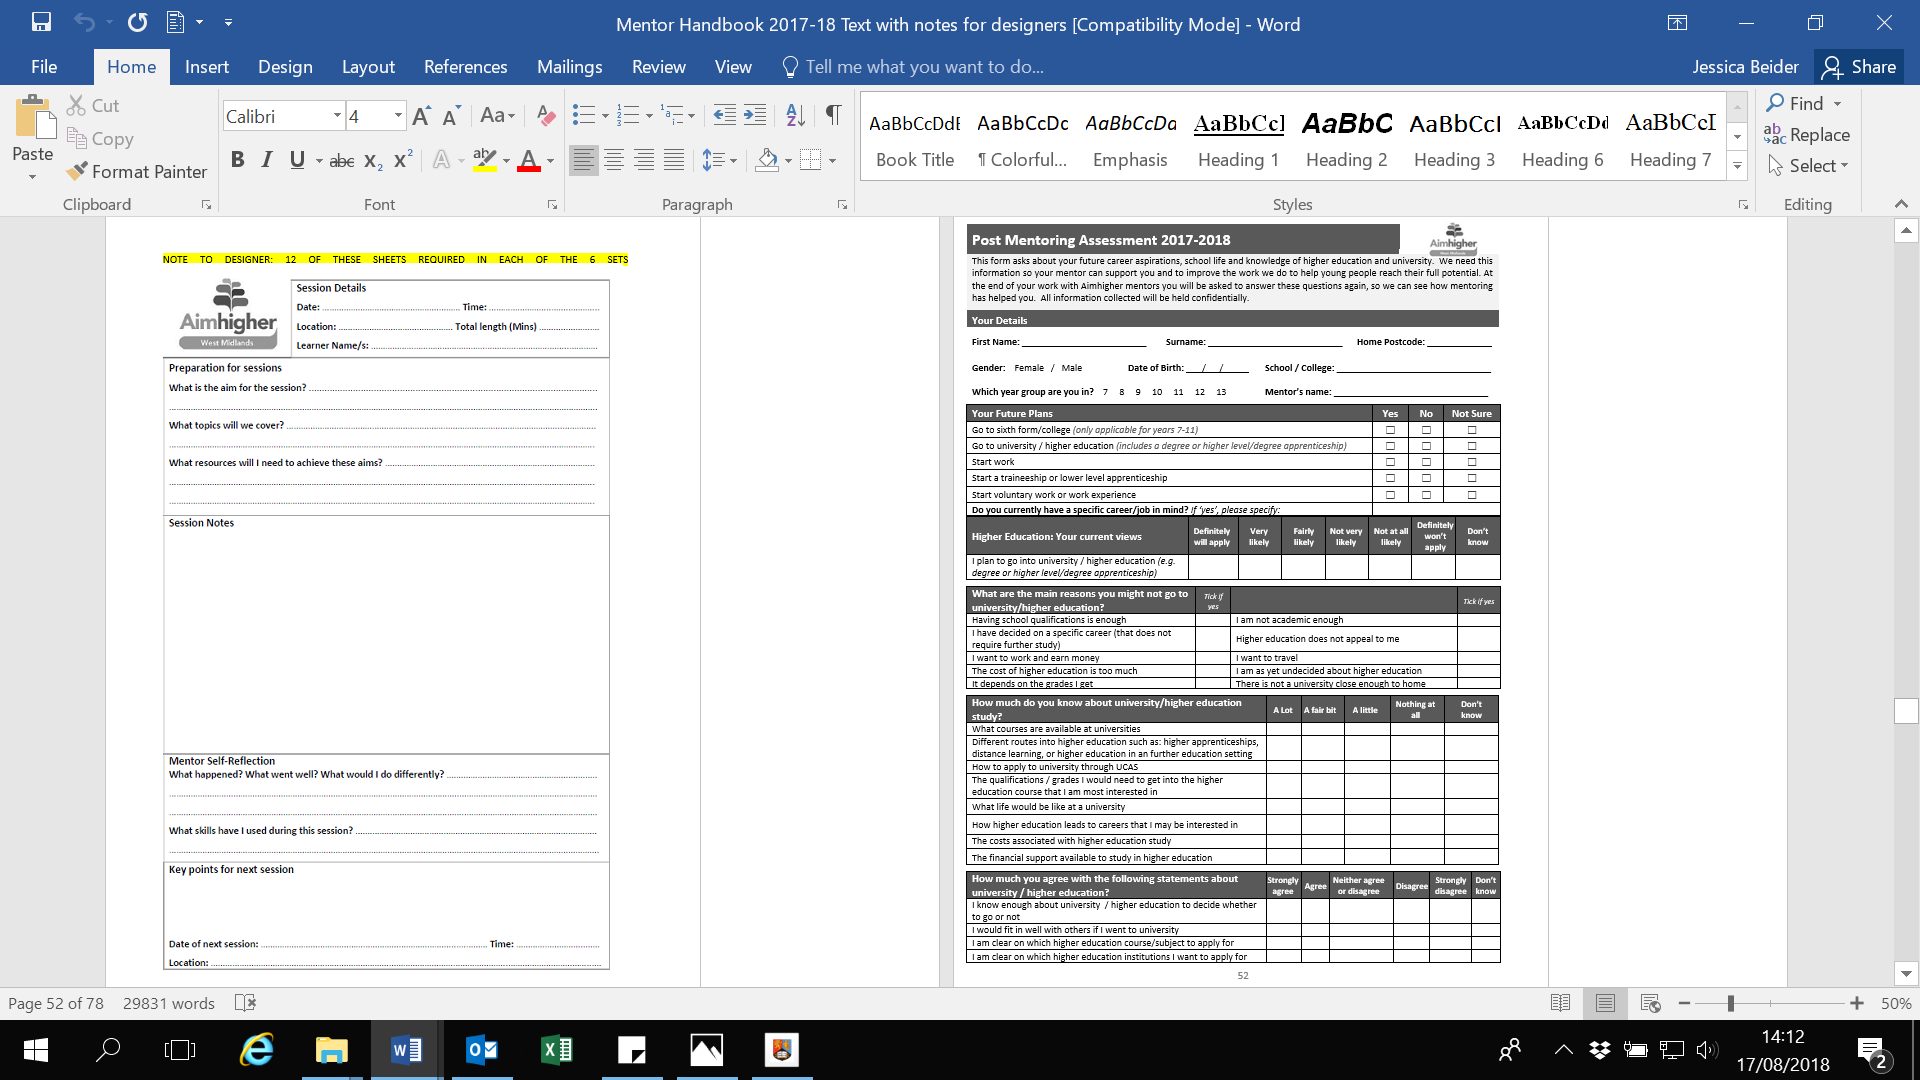 Mentor Handbook 2017-18 Text with notes for designers [Compatibility Mode] - Word
File Home Insert Design Layout References Mailings Review View Tell me what you want to do... Jessica Beider Share
Paste
Cut
Copy
Format Painter
Clipboard
Calibri 4
Font
Paragraph
AaBbCcDdE AaBbCcDc AaBbCcDa AaBbCcI AaBbC AaBbCcI AaBbCcDd AaBbCcI
Book Title ¶ Colorful... Emphasis Heading 1 Heading 2 Heading 3 Heading 6 Heading 7
Styles
Find
Replace
Select
Editing
NOTE TO DESIGNER: 12 OF THESE SHEETS REQUIRED IN EACH OF THE 6 SETS
Aimhigher
West Midlands
Session Details
Date: Time:
Location: Total length (Mins)
Learner Name/s:
Preparation for sessions
What is the aim for the session?
What topics will we cover?
What resources will I need to achieve these aims?
Session Notes
Mentor Self-Reflection
What happened? What went well? What would I do differently?
What skills have I used during this session?
Key points for next session
Date of next session: Time:
Location:
Post Mentoring Assessment 2017-2018
Aimhigher
This form asks about your future career aspirations, school life and knowledge of higher education and university. We need this
information so your mentor can support you and to improve the work we do to help young people reach their full potential. At
the end of your work with Aimhigher mentors you will be asked to answer these questions again, so we can see how mentoring
has helped you. All information collected will be held confidentially.
Your Details
First Name: Surname: Home Postcode:
Gender: Female / Male Date of Birth: / / School / College:
Which year group are you in? 7 8 9 10 11 12 13 Mentor's name:
Your Future Plans Yes No Not Sure
Go to sixth form/college (only applicable for years 7-11)
Go to university / higher education (includes a degree or higher level/degree apprenticeship)
Start work
Start a traineeship or lower level apprenticeship
Start voluntary work or work experience
Do you currently have a specific career/job in mind? If 'yes', please specify:
Higher Education: Your current views Definitely will apply Very likely Fairly likely Not very likely Not at all likely Definitely won't apply Don't know
I plan to go into university / higher education (e.g.
degree or higher level/degree apprenticeship)
What are the main reasons you might not go to university/higher education? Tick if yes Tick if yes
Having school qualifications is enough I am not academic enough
I have decided on a specific career (that does not require further study) Higher education does not appeal to me
I want to work and earn money I want to travel
The cost of higher education is too much I am as yet undecided about higher education
It depends on the grades I get There is not a university close enough to home
How much do you know about university/higher education study? A Lot A fair bit A little Nothing at all Don't know
What courses are available at universities
Different routes into higher education such as: higher apprenticeships,
distance learning, or higher education in an further education setting
How to apply to university through UCAS
The qualifications / grades I would need to get into the higher
education course that I am most interested in
What life would be like at a university
How higher education leads to careers that I may be interested in
The costs associated with higher education study
The financial support available to study in higher education
How much you agree with the following statements about university / higher education? Strongly agree Agree Neither agree or disagree Disagree Strongly disagree Don't know
I know enough about university / higher education to decide whether
to go or not
I would fit in well with others if I went to university
I am clear on which higher education course/subject to apply for
I am clear on which higher education institutions I want to apply for
52
Page 52 of 78 29831 words 50%
14:12
17/08/2018
2